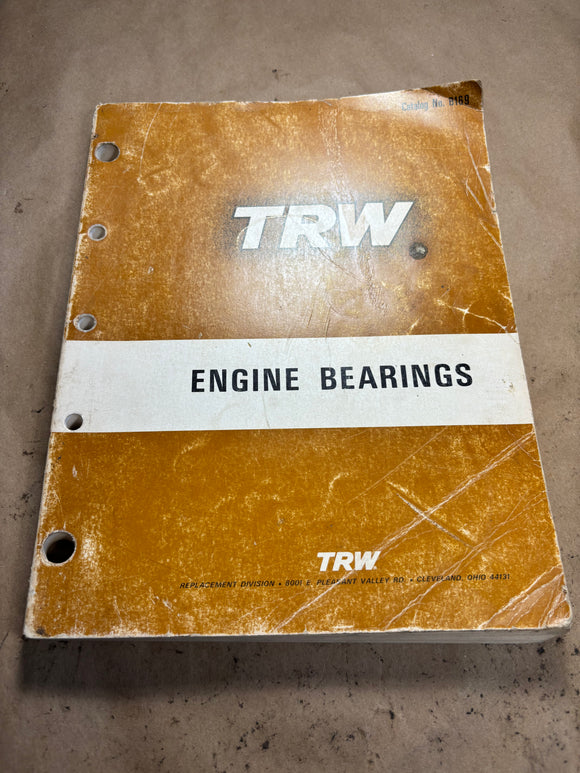 Catalog No. 8169
TRW
ENGINE BEARINGS
TRW
REPLACEMENT DIVISION • 8001 E. PLEASANT VALLEY RD. • CLEVELAND, OHIO 44131